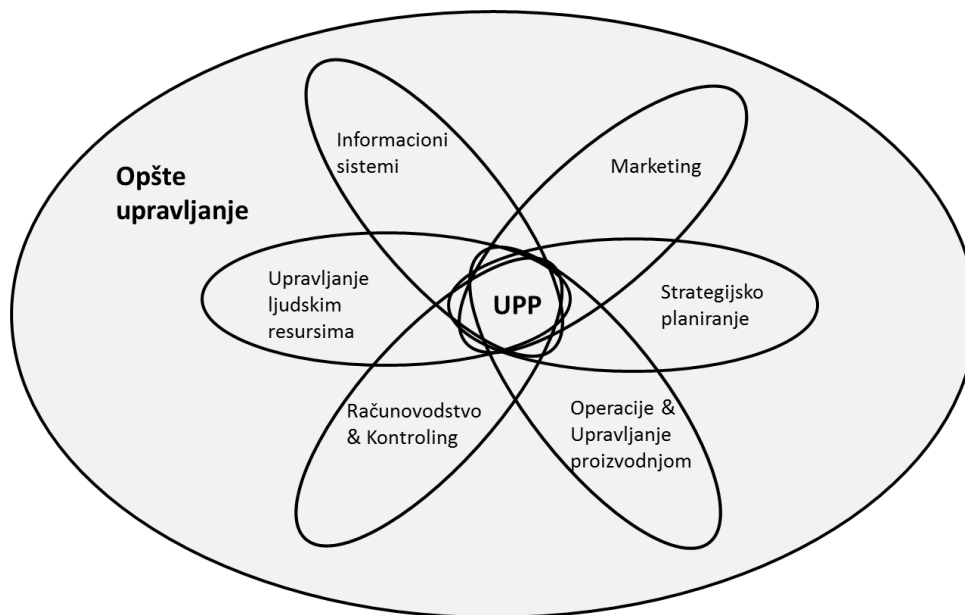 Informacioni
sistemi
Marketing
Opšte
upravljanje
Upravljanje
ljudskim
resursima
UPP
Strategijsko
planiranje
Računovodstvo
& Kontroling
Operacije &
Upravljanje
proizvodnjom